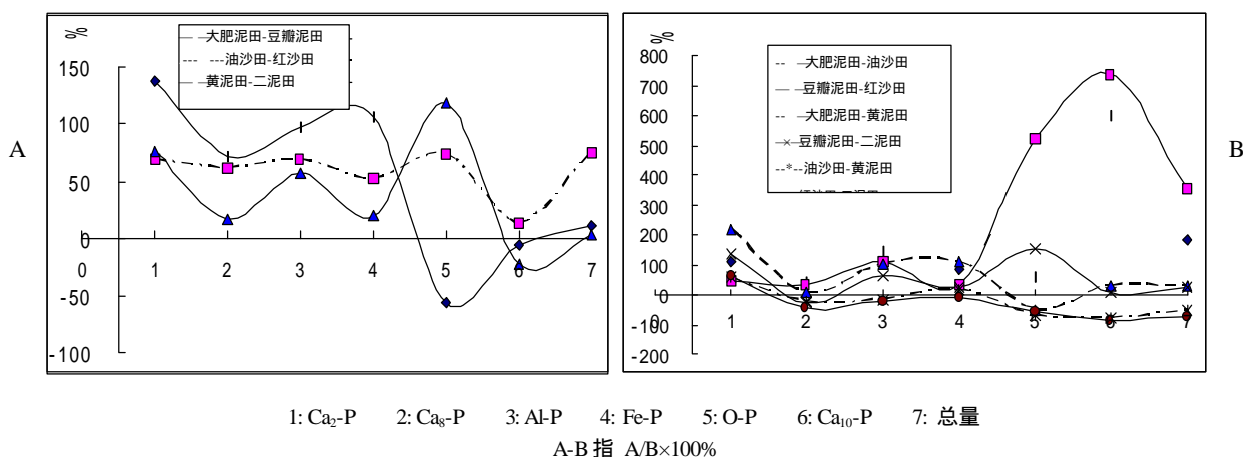 %
大肥泥田-豆瓣泥田
油沙田-红沙田
黄泥田-二泥田
150
100
50
0
-50
-100
0 1 2 3 4 5 6 7
A
%
800
700
600
500
400
300
200
100
0
-100
-200
大肥泥田-油沙田
豆瓣泥田-红沙田
大肥泥田-黄泥田
豆瓣泥田-二泥田
油沙田-黄泥田
0 1 2 3 4 5 6 7
B
1: Ca₂-P 2: Ca₈-P 3: Al-P 4: Fe-P 5: O-P 6: Ca₁₀-P 7: 总量
A-B 指 A/B×100%